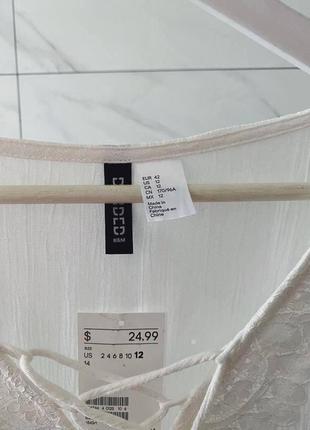 EUR 42
US 12
CA 12
CN 170/96A
MX 12
Made in
China
Fabriqué en
Chine
H&M
$ 24.99
SIZE
US 2 4 6 8 10 12
14